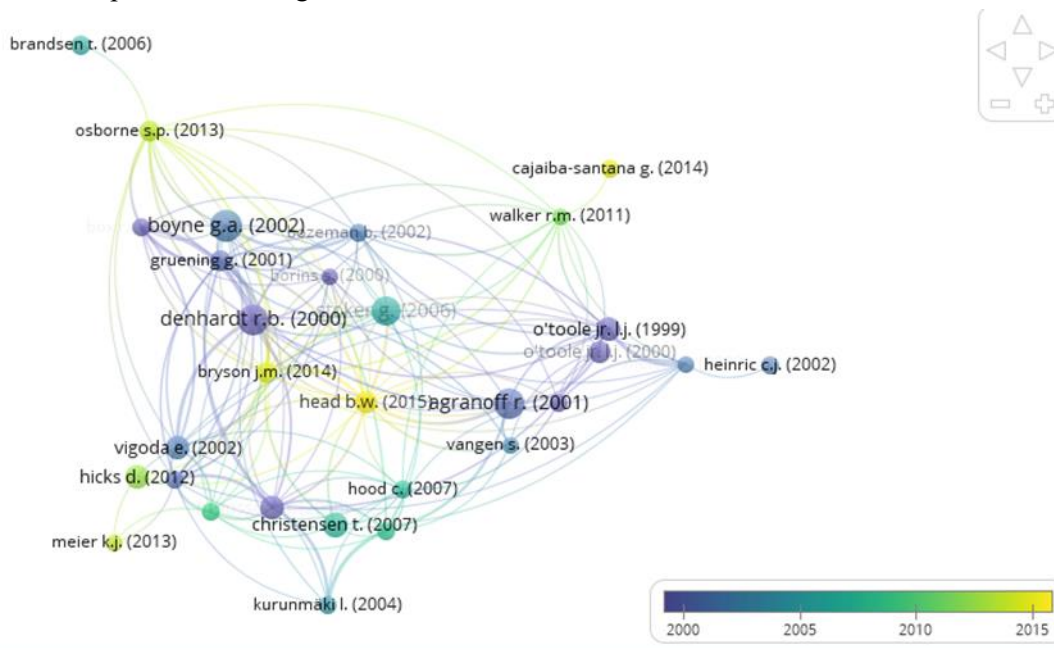 brandsen t. (2006)
osborne s.p. (2013)
cajaiba-santana g. (2014)
walker r.m. (2011)
boyne g.a. (2002)
bozeman b. (2002)
gruening g. (2001)
borins s. (2000)
stoker g. (2006)
denhardt r.b. (2000)
o'toole jr. l.j. (1999)
o'toole jr. l.j. (2000)
heinric c.j. (2002)
bryson j.m. (2014)
head b.w. (2015)
agranoff r. (2001)
vangen s. (2003)
vigoda e. (2002)
hicks d. (2012)
hood c. (2007)
christensen t. (2007)
meier k.j. (2013)
kurunmäki l. (2004)
2000
2005
2010
2015